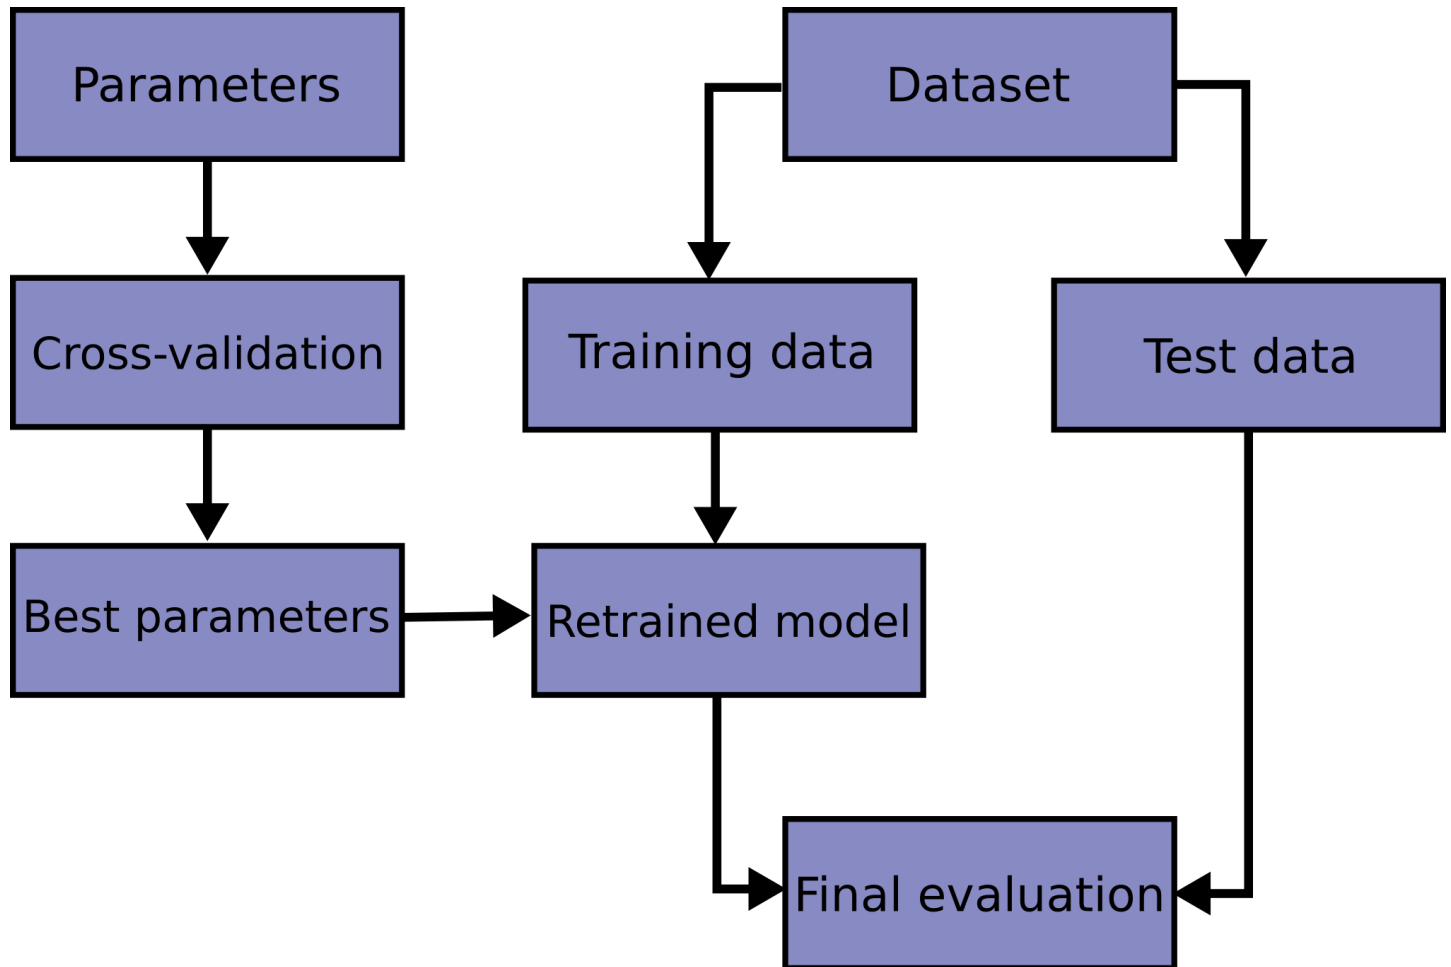 Parameters
Dataset
Cross-validation
Training data
Test data
Best parameters
Retrained model
Final evaluation